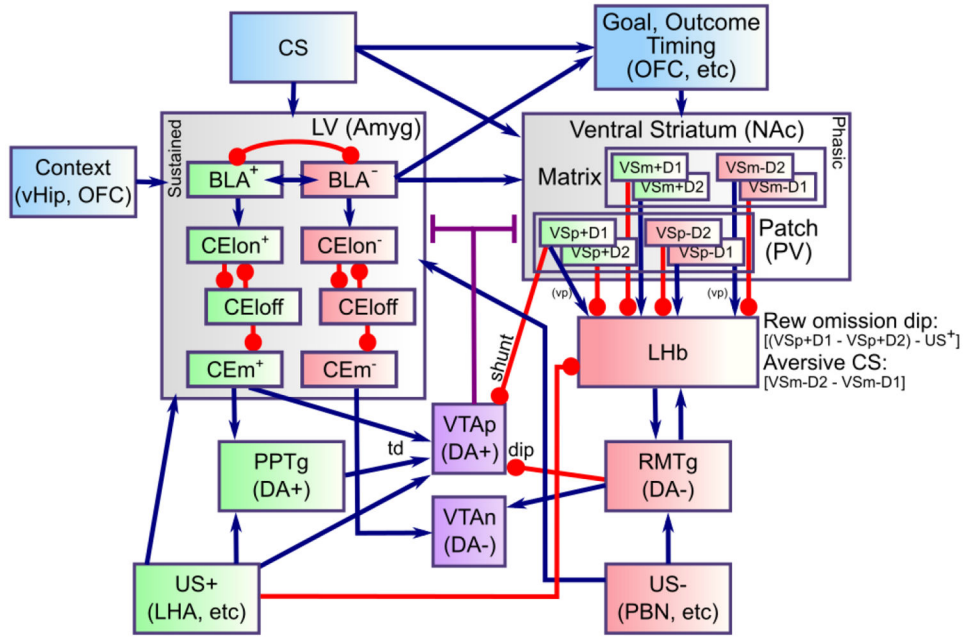 CS
Goal, Outcome
Timing
(OFC, etc)
Context
(vHip, OFC)
Sustained
LV (Amyg)
BLA+
BLA-
CElon+
CElon-
CEloff
CEloff
CEm+
CEm-
Ventral Striatum (NAc)
Phasic
Matrix
VSm+D1
VSm+D2
VSm-D2
VSm-D1
Patch
(PV)
VSp+D1
VSp+D2
VSp-D2
VSp-D1
(vp)
(vp)
LHb
Rew omission dip:
[(VSp+D1 - VSp+D2) - US+]
Aversive CS:
[VSm-D2 - VSm-D1]
shunt
VTAp
(DA+)
td
dip
PPTg
(DA+)
RMTg
(DA-)
VTAn
(DA-)
US+
(LHA, etc)
US-
(PBN, etc)